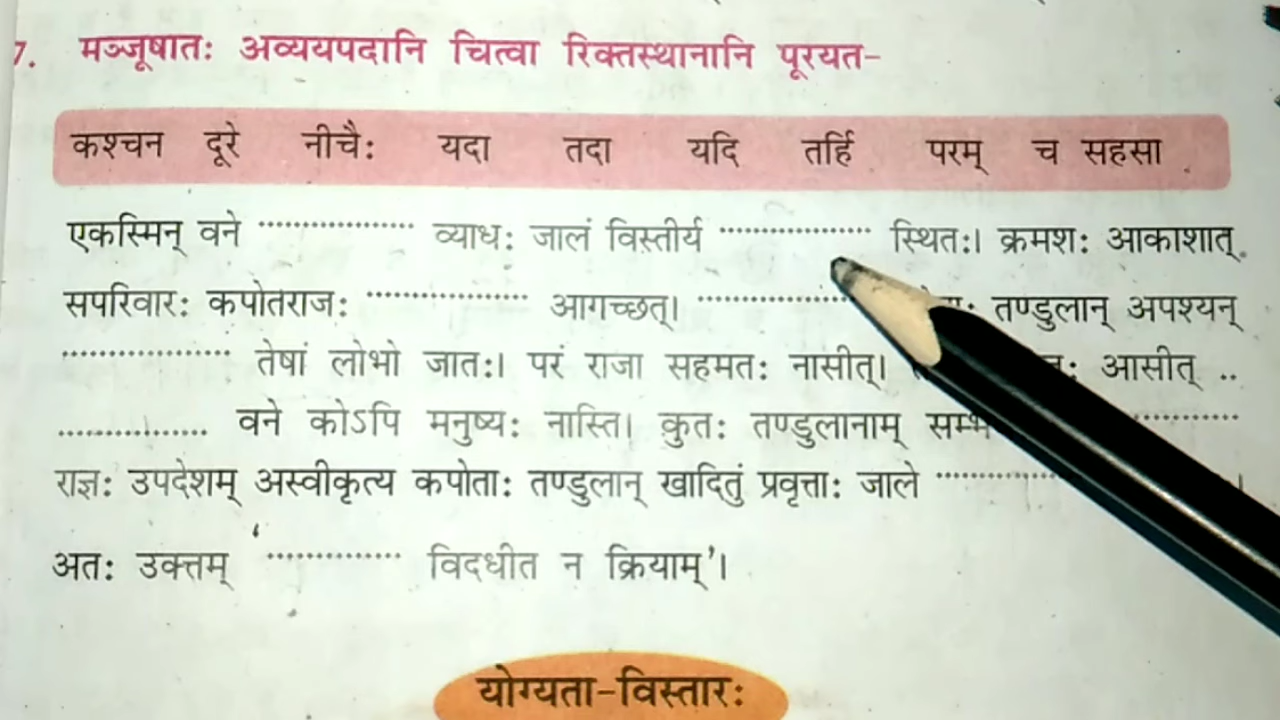 7. मञ्जूषातः अव्ययपदानि चित्वा रिक्तस्थानानि पूरयत-
कश्चन दूरे नीचैः यदा तदा यदि तर्हि परम् च सहसा
एकस्मिन् वने ................ व्याधः जालं विस्तीर्य ................ स्थितः। क्रमशः आकाशात्
सपरिवारः कपोतराजः ................ आगच्छत्। ................ तण्डुलान् अपश्यन्
................ तेषां लोभो जातः। परं राजा सहमतः नासीत्। आसीत् ..
................ वने कोऽपि मनुष्यः नास्ति। कुतः तण्डुलानाम् ................
राज्ञः उपदेशम् अस्वीकृत्य कपोताः तण्डुलान् खादितुं प्रवृत्ताः जाले ................ ।
अतः उक्तम् '................ विदधीत न क्रियाम्'।
योग्यता-विस्तारः